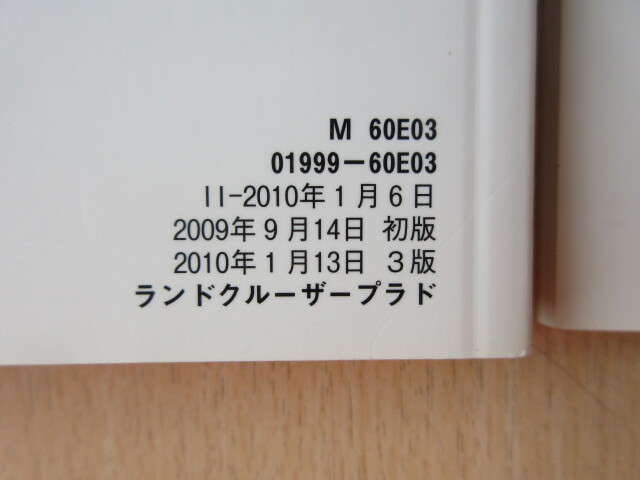 M 60E03
01999−60E03
II-2010年1月6日
2009年9月14日 初版
2010年1月13日 3版
ランドクルーザープラド